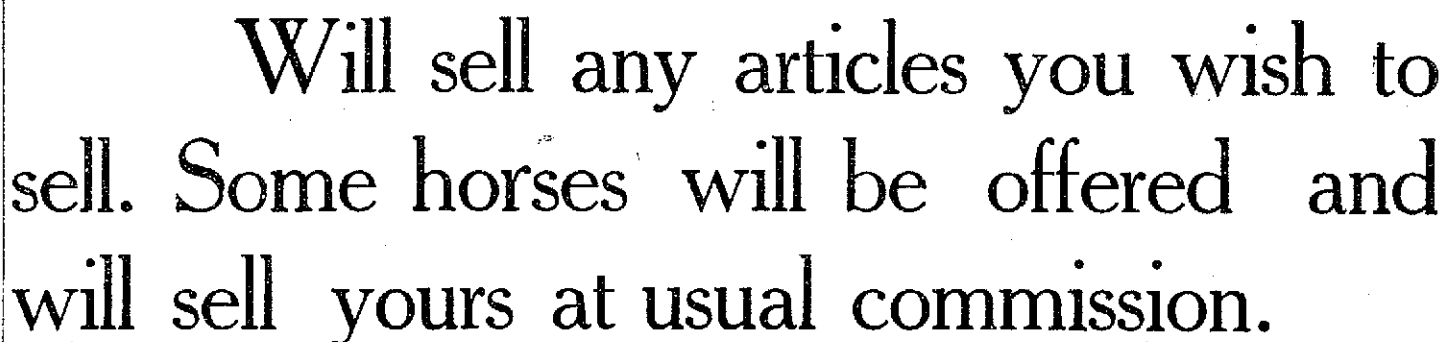 Will sell any articles you wish to
sell. Some horses will be offered and
will sell yours at usual commission.